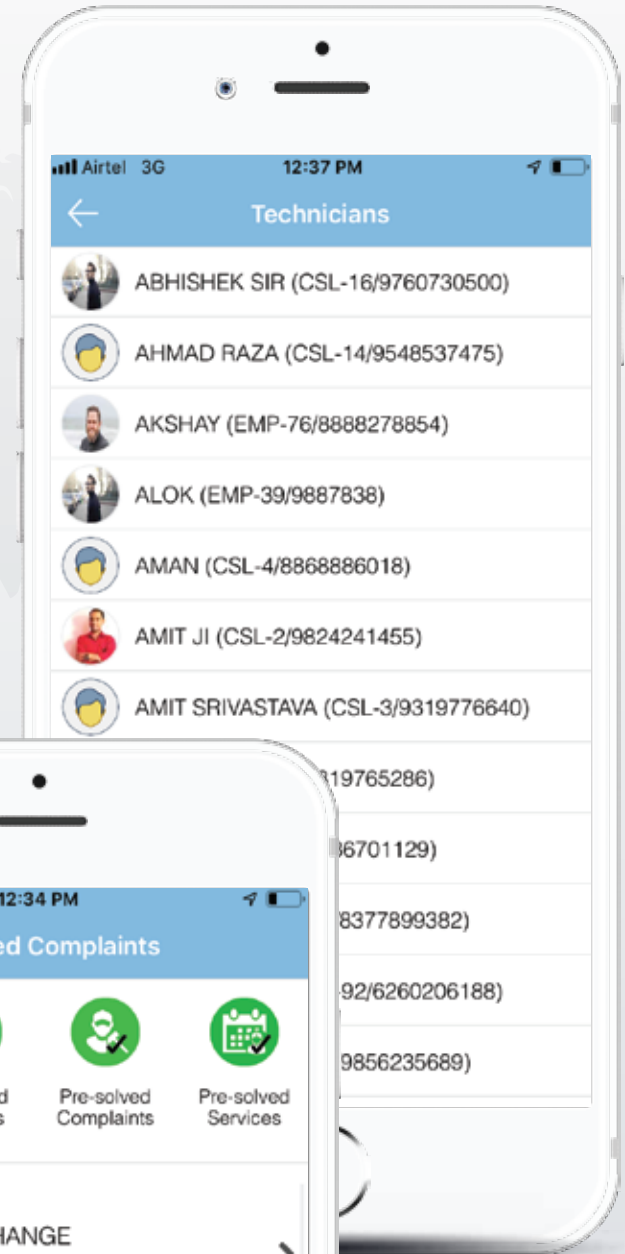 Airtel 3G 12:37 PM
Technicians
ABHISHEK SIR (CSL-16/9760730500)
AHMAD RAZA (CSL-14/9548537475)
AKSHAY (EMP-76/8888278854)
ALOK (EMP-39/9887838)
AMAN (CSL-4/8868886018)
AMIT JI (CSL-2/9824241455)
AMIT SRIVASTAVA (CSL-3/9319776640)
19765286)
36701129)
8377899382)
-92/6260206188)
9856235689)
12:34 PM
ed Complaints
Pre-solved
Complaints
Pre-solved
Services
HANGE